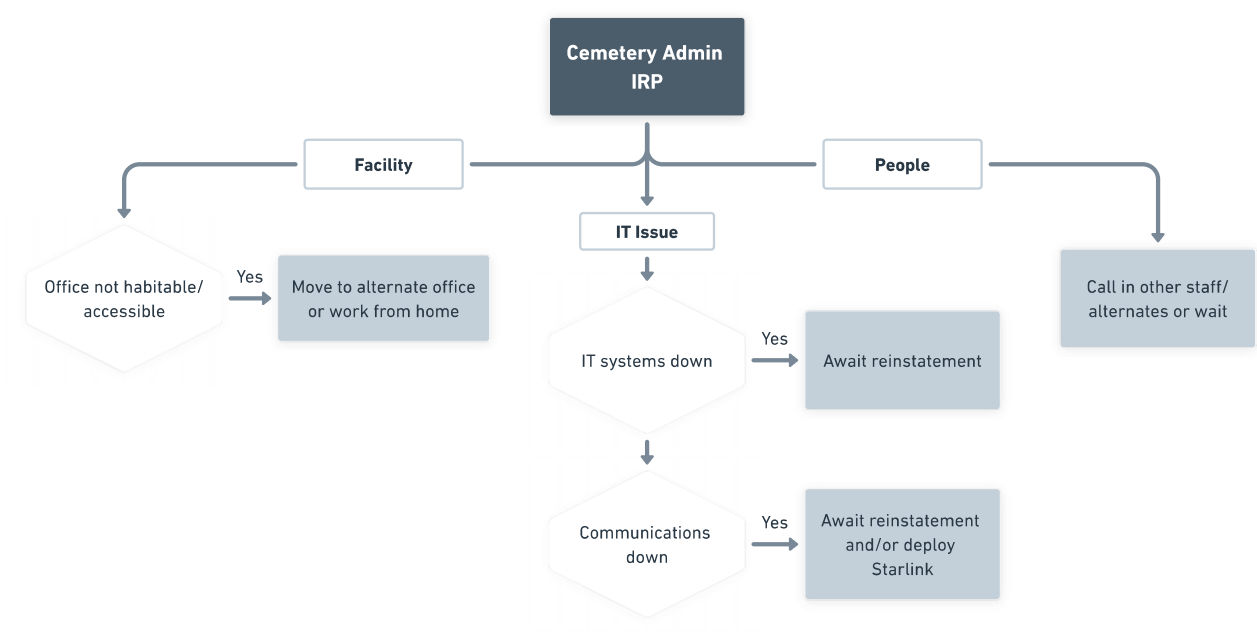 Cemetery Admin
IRP
Facility
People
IT Issue
Office not habitable/
accessible
Yes
Move to alternate office
or work from home
Call in other staff/
alternates or wait
IT systems down
Yes
Await reinstatement
Communications
down
Yes
Await reinstatement
and/or deploy
Starlink